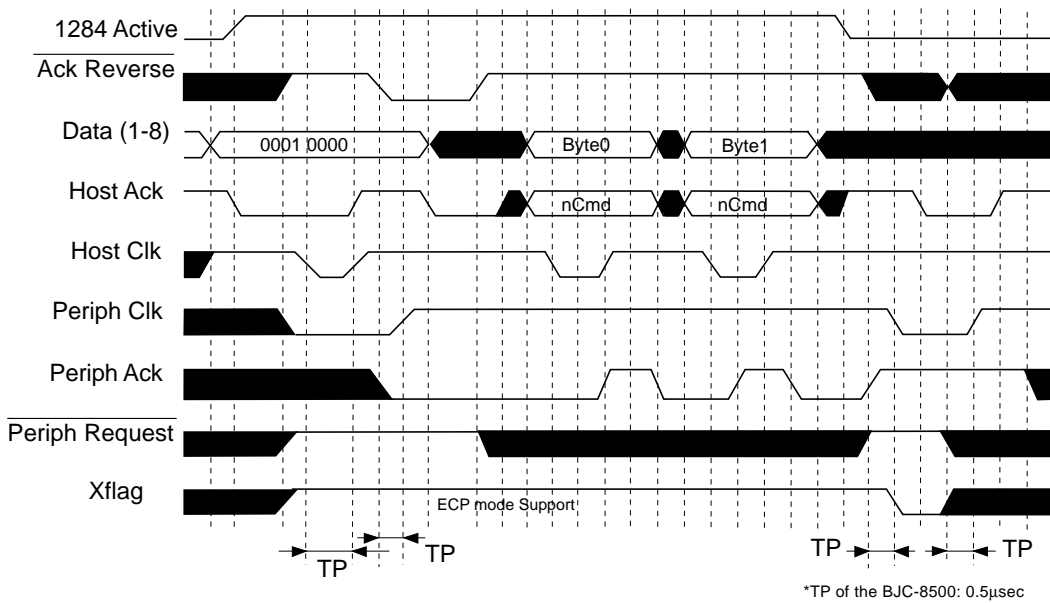 1284 Active
Ack Reverse
Data (1-8)
0001 0000
Byte0
Byte1
Host Ack
nCmd
nCmd
Host Clk
Periph Clk
Periph Ack
Periph Request
Xflag
ECP mode Support
TP
TP
TP
TP
*TP of the BJC-8500: 0.5μsec